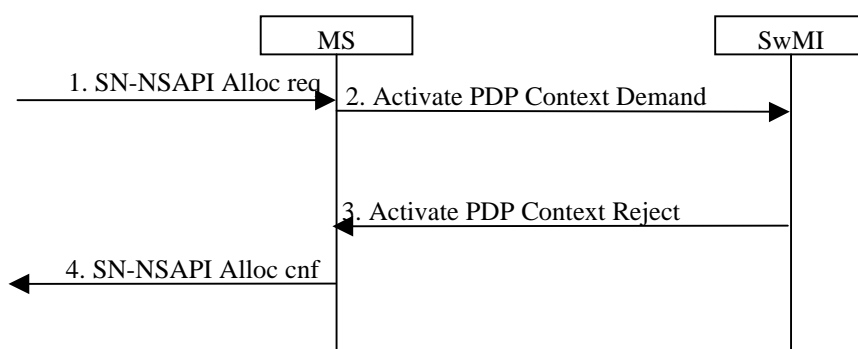 MS
SwMI
1. SN-NSAPI Alloc req
2. Activate PDP Context Demand
3. Activate PDP Context Reject
4. SN-NSAPI Alloc cnf